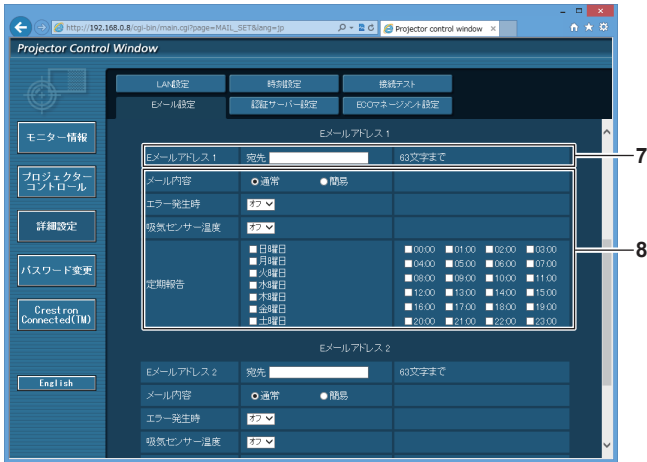 http://192.168.0.8/cgi-bin/main.cgi?page=MAIL_SET&lang=jp
Projector control window
Projector Control Window
LAN設定 時刻設定 接続テスト
Eメール設定 認証サーバー設定 ECOマネージメント設定
モニター情報
プロジェクター
コントロール
詳細設定
パスワード変更
Crestron
Connected(TM)
English
Eメールアドレス 1
Eメールアドレス 1 宛先 63文字まで
7
メール内容 通常 簡易
エラー発生時 オフ
吸気センサー温度 オフ
8
定期報告
日曜日
月曜日
火曜日
水曜日
木曜日
金曜日
土曜日
00:00 01:00 02:00 03:00
04:00 05:00 06:00 07:00
08:00 09:00 10:00 11:00
12:00 13:00 14:00 15:00
16:00 17:00 18:00 19:00
20:00 21:00 22:00 23:00
Eメールアドレス 2
Eメールアドレス 2 宛先 63文字まで
メール内容 通常 簡易
エラー発生時 オフ
吸気センサー温度 オフ